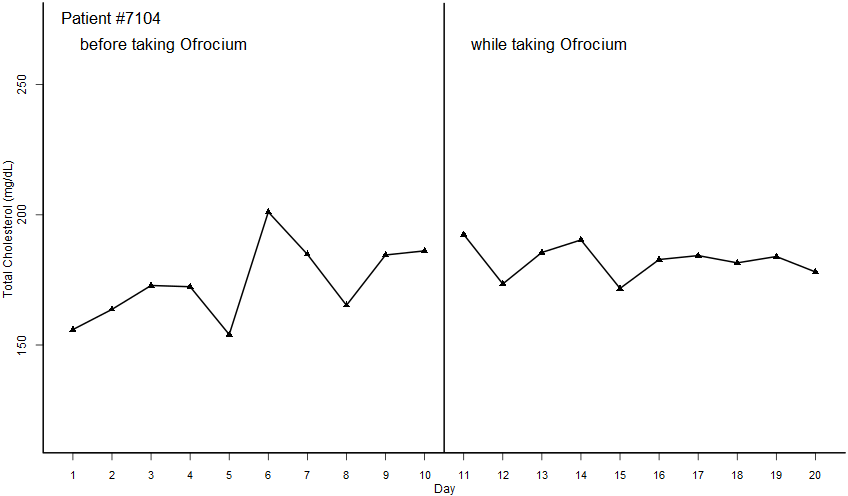 Patient #7104
before taking Ofrocium
while taking Ofrocium
Total Cholesterol (mg/dL)
250
200
150
1 2 3 4 5 6 7 8 9 10 11 12 13 14 15 16 17 18 19 20
Day